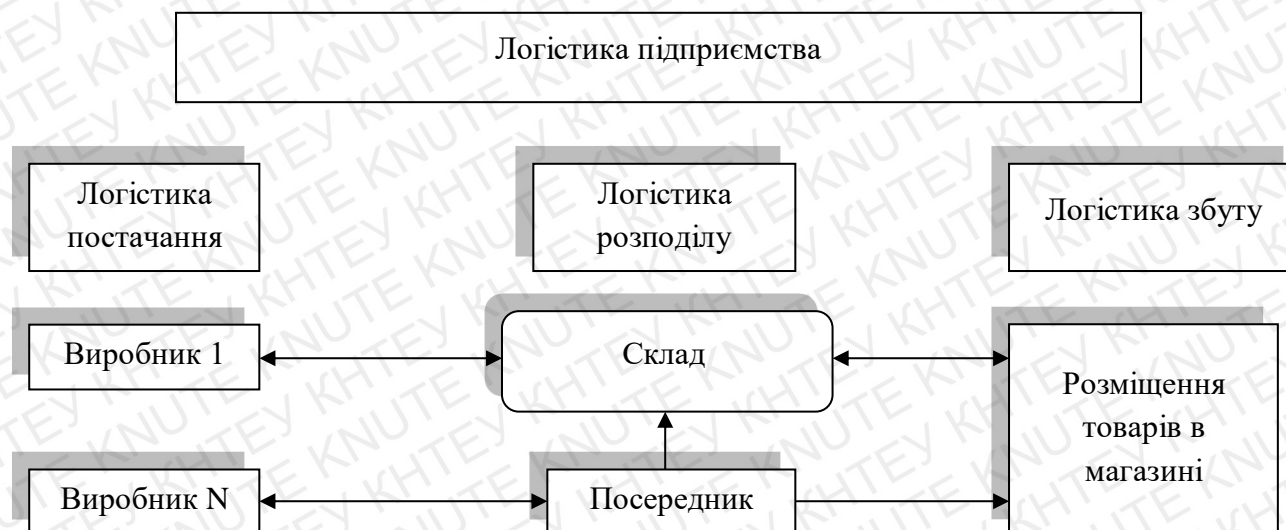 Логістика підприємства
Логістика
постачання
Логістика
розподілу
Логістика збуту
Виробник 1
Склад
Розміщення
товарів в
магазині
Виробник N
Посередник